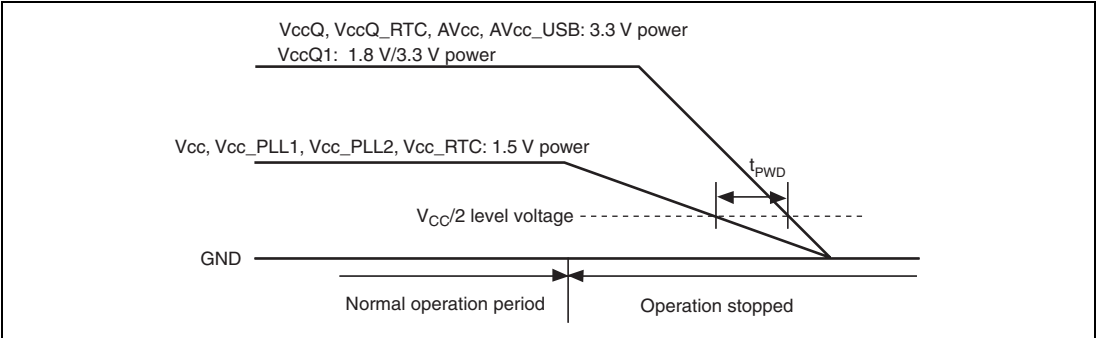 VccQ, VccQ_RTC, AVcc, AVcc_USB: 3.3 V power
VccQ1: 1.8 V/3.3 V power
Vcc, Vcc_PLL1, Vcc_PLL2, Vcc_RTC: 1.5 V power
tPWD
VCC/2 level voltage
GND
Normal operation period
Operation stopped